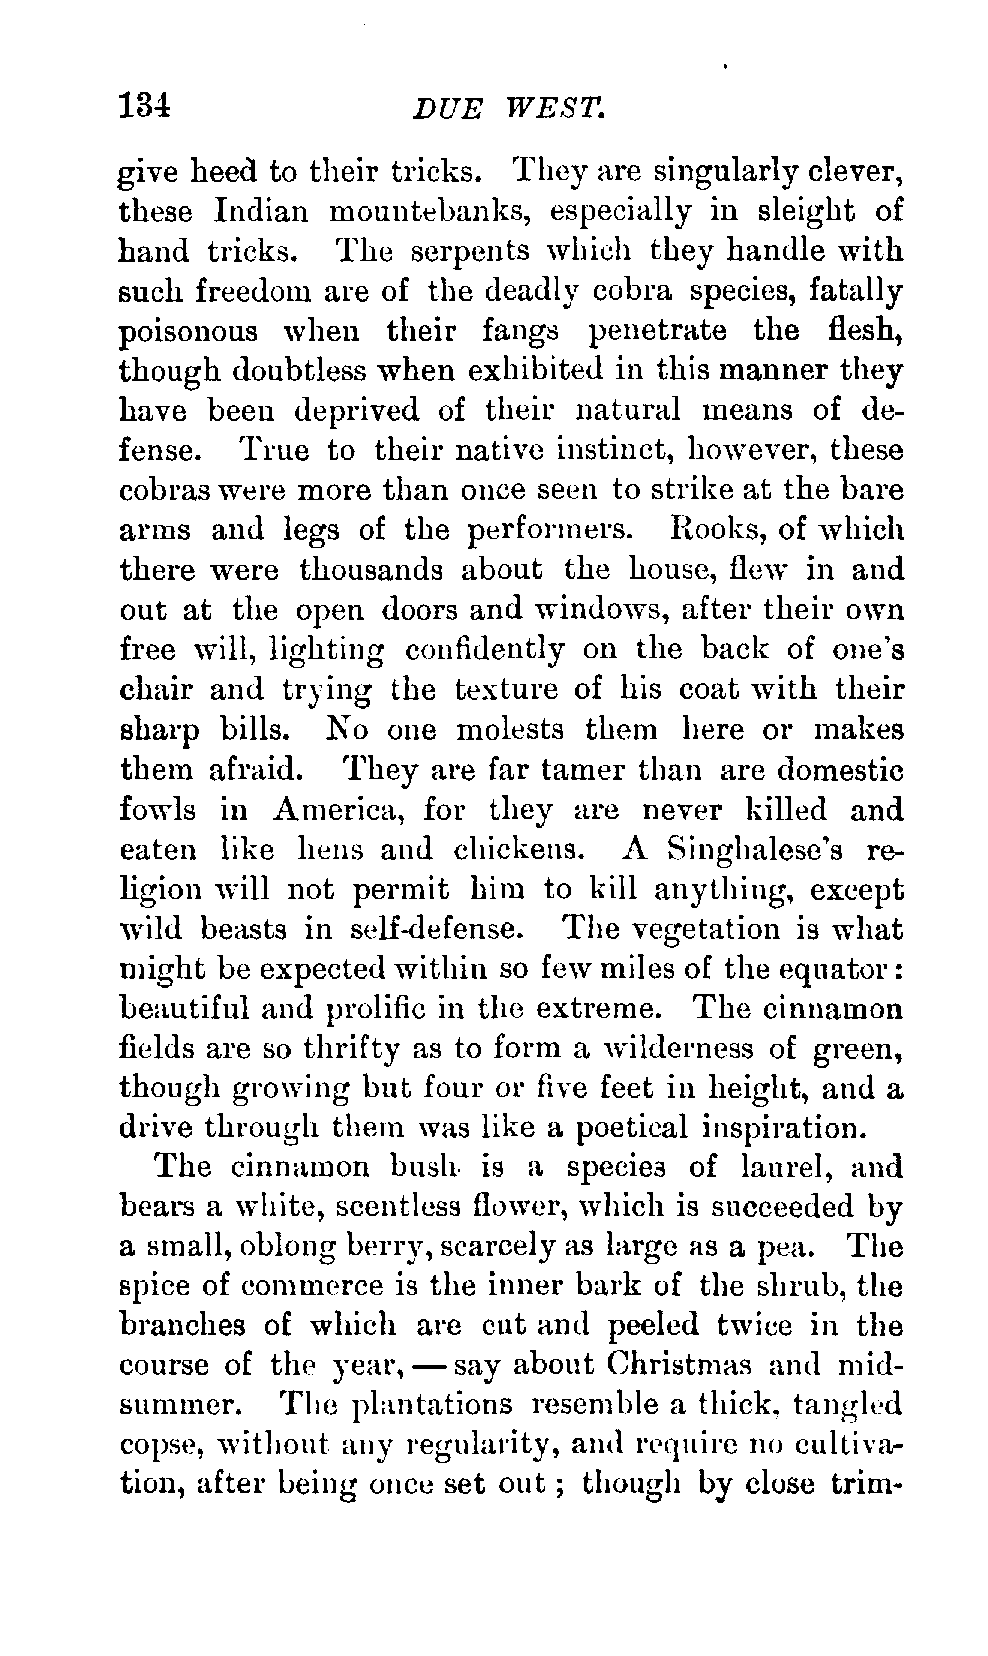 134 DUE WEST.
give heed to their tricks. They are singularly clever,
these Indian mountebanks, especially in sleight of
hand tricks. The serpents which they handle with
such freedom are of the deadly cobra species, fatally
poisonous when their fangs penetrate the flesh,
though doubtless when exhibited in this manner they
have been deprived of their natural means of de-
fense. True to their native instinct, however, these
cobras were more than once seen to strike at the bare
arms and legs of the performers. Rooks, of which
there were thousands about the house, flew in and
out at the open doors and windows, after their own
free will, lighting confidently on the back of one's
chair and trying the texture of his coat with their
sharp bills. No one molests them here or makes
them afraid. They are far tamer than are domestic
fowls in America, for they are never killed and
eaten like hens and chickens. A Singhalese's re-
ligion will not permit him to kill anything, except
wild beasts in self-defense. The vegetation is what
might be expected within so few miles of the equator:
beautiful and prolific in the extreme. The cinnamon
fields are so thrifty as to form a wilderness of green,
though growing but four or five feet in height, and a
drive through them was like a poetical inspiration.
The cinnamon bush is a species of laurel, and
bears a white, scentless flower, which is succeeded by
a small, oblong berry, scarcely as large as a pea. The
spice of commerce is the inner bark of the shrub, the
branches of which are cut and peeled twice in the
course of the year, — say about Christmas and mid-
summer. The plantations resemble a thick, tangled
copse, without any regularity, and require no cultiva-
tion, after being once set out; though by close trim-